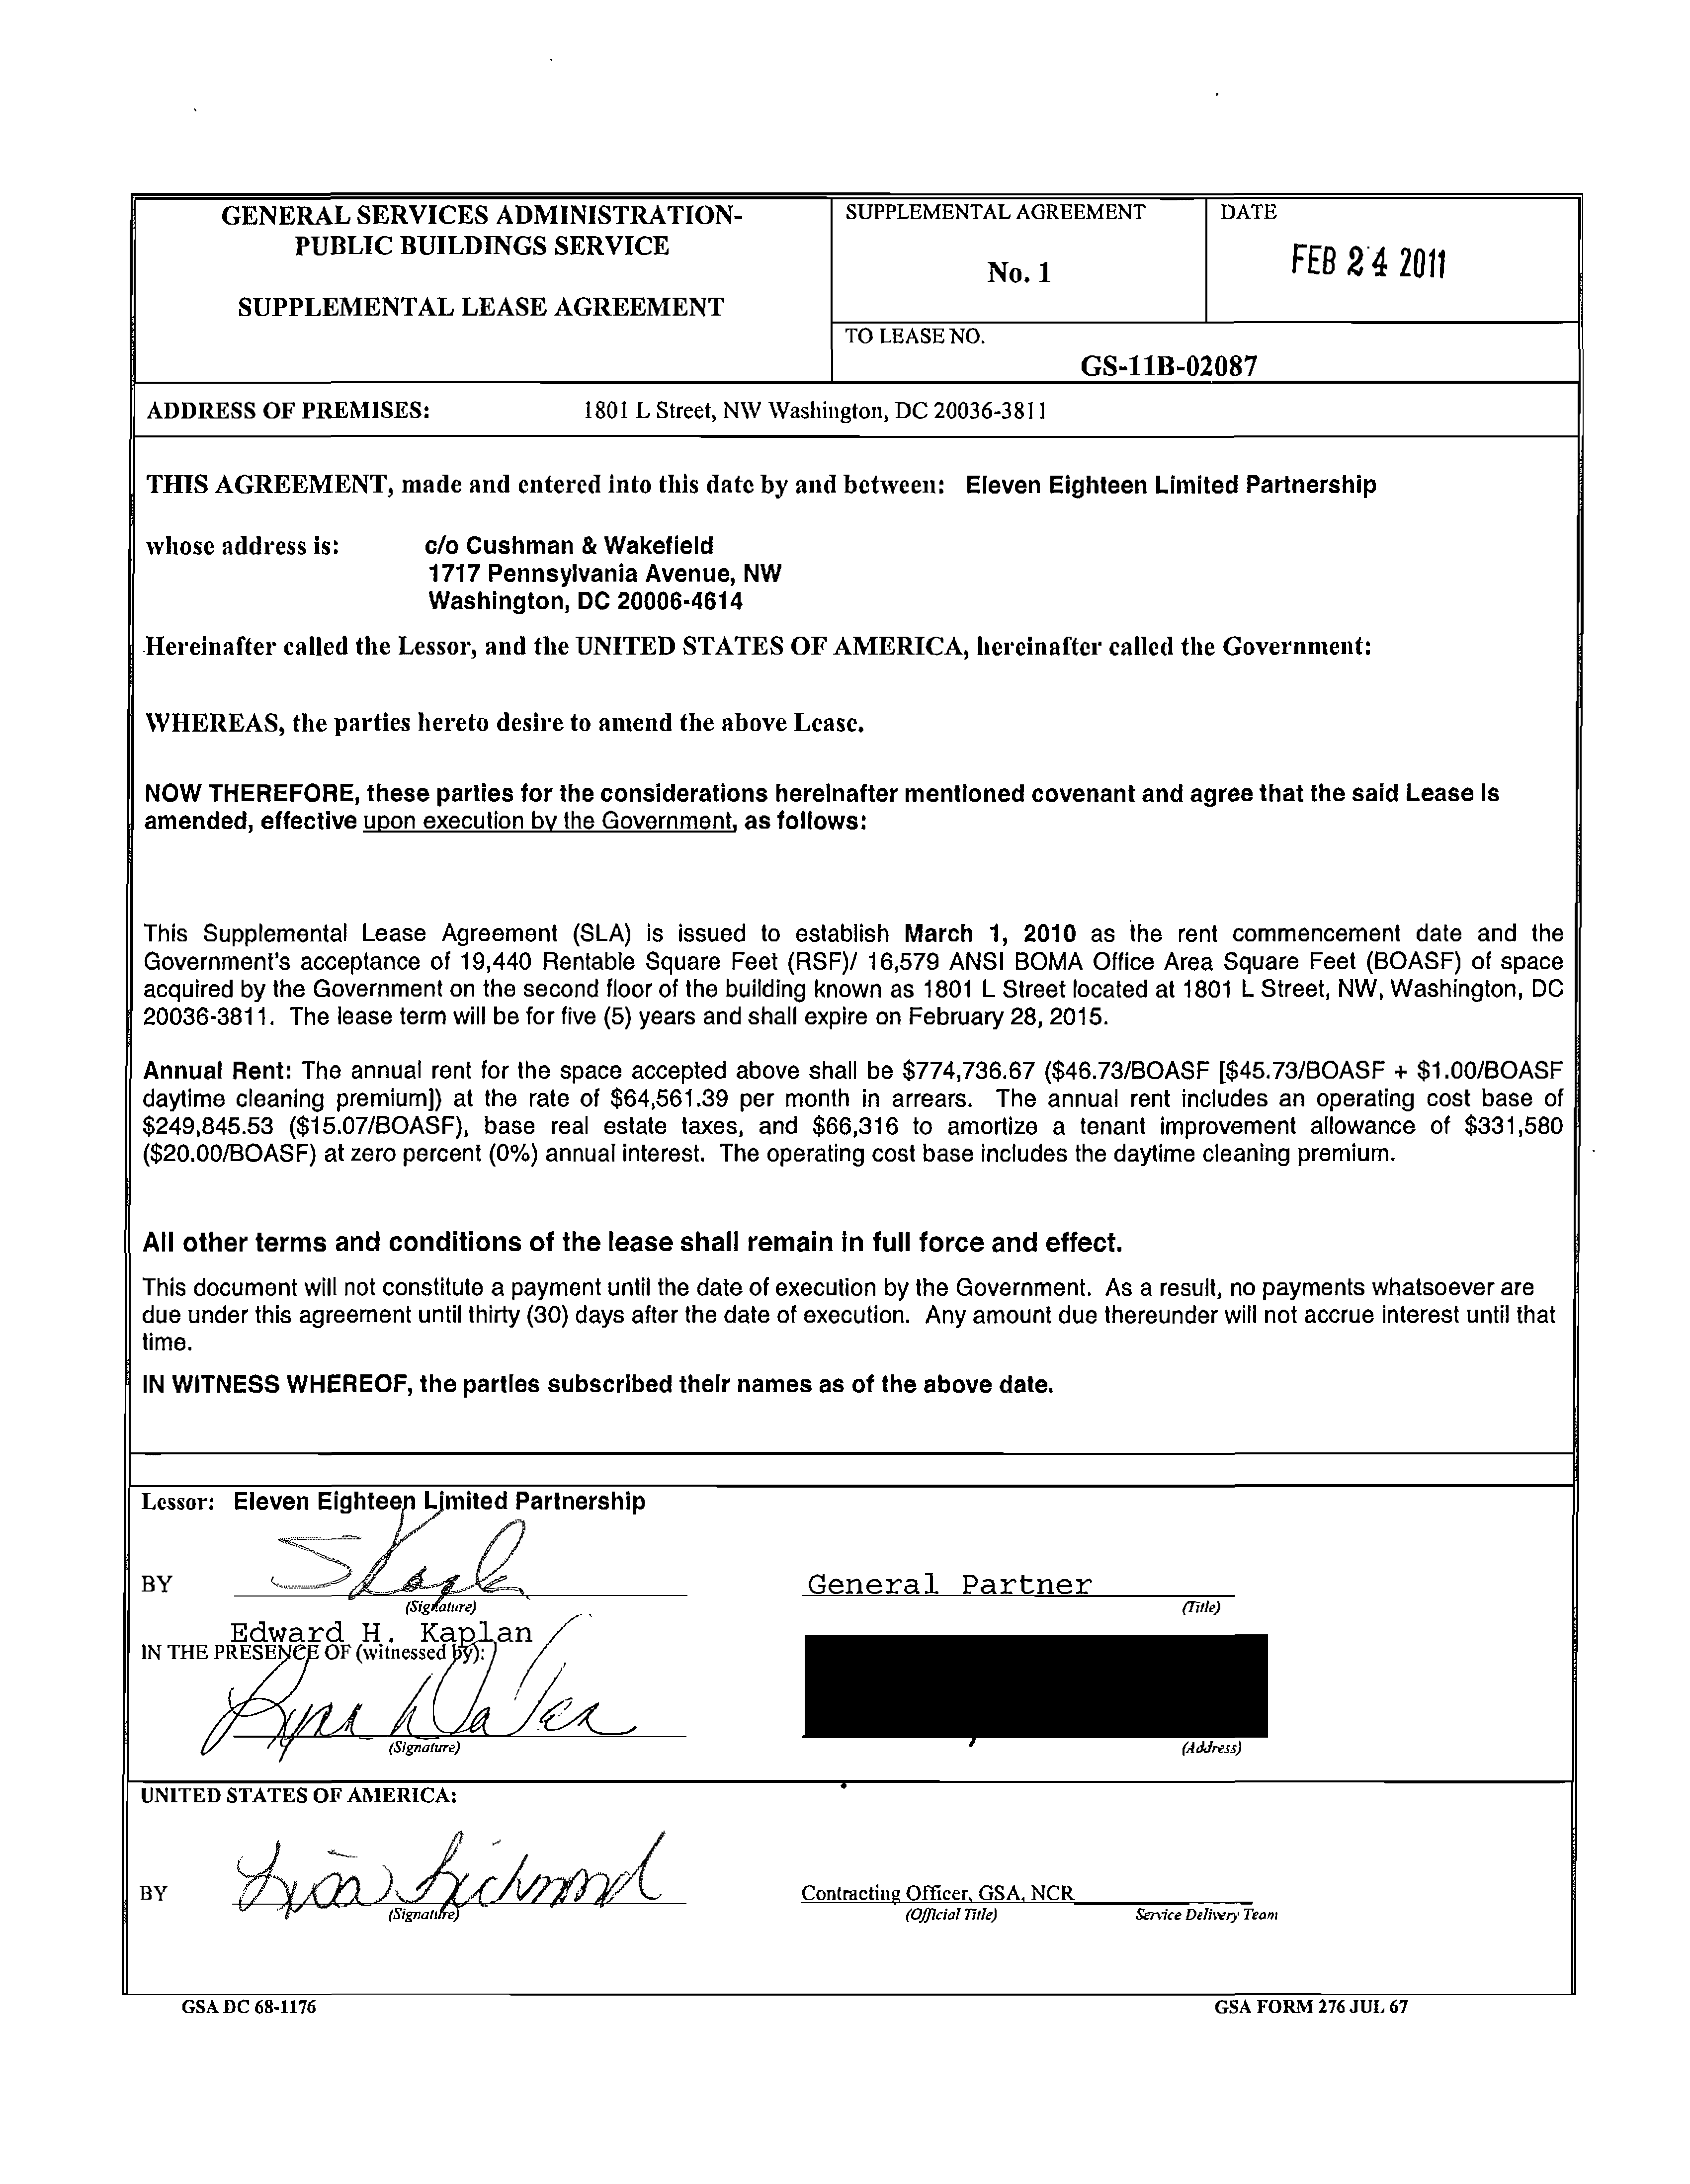 GENERAL SERVICES ADMINISTRATION-
PUBLIC BUILDINGS SERVICE
SUPPLEMENTAL LEASE AGREEMENT
SUPPLEMENTAL AGREEMENT
No. 1
DATE
FEB 24 2011
TO LEASE NO.
GS-11B-02087
ADDRESS OF PREMISES: 1801 L Street, NW Washington, DC 20036-3811
THIS AGREEMENT, made and entered into this date by and between: Eleven Eighteen Limited Partnership
whose address is: c/o Cushman & Wakefield
1717 Pennsylvania Avenue, NW
Washington, DC 20006-4614
Hereinafter called the Lessor, and the UNITED STATES OF AMERICA, hereinafter called the Government:
WHEREAS, the parties hereto desire to amend the above Lease.
NOW THEREFORE, these parties for the considerations hereinafter mentioned covenant and agree that the said Lease is
amended, effective upon execution by the Government, as follows:
This Supplemental Lease Agreement (SLA) is issued to establish March 1, 2010 as the rent commencement date and the
Government's acceptance of 19,440 Rentable Square Feet (RSF)/ 16,579 ANSI BOMA Office Area Square Feet (BOASF) of space
acquired by the Government on the second floor of the building known as 1801 L Street located at 1801 L Street, NW, Washington, DC
20036-3811. The lease term will be for five (5) years and shall expire on February 28, 2015.
Annual Rent: The annual rent for the space accepted above shall be $774,736.67 ($46.73/BOASF [$45.73/BOASF + $1.00/BOASF
daytime cleaning premium]) at the rate of $64,561.39 per month in arrears. The annual rent includes an operating cost base of
$249,845.53 ($15.07/BOASF), base real estate taxes, and $66,316 to amortize a tenant improvement allowance of $331,580
($20.00/BOASF) at zero percent (0%) annual interest. The operating cost base includes the daytime cleaning premium.
All other terms and conditions of the lease shall remain in full force and effect.
This document will not constitute a payment until the date of execution by the Government. As a result, no payments whatsoever are
due under this agreement until thirty (30) days after the date of execution. Any amount due thereunder will not accrue interest until that
time.
IN WITNESS WHEREOF, the parties subscribed their names as of the above date.
Lessor: Eleven Eighteen Limited Partnership
BY
General Partner
(Signature)
(Title)
Edward H. Kaplan
IN THE PRESENCE OF (witnessed by):
(Signature)
(Address)
UNITED STATES OF AMERICA:
BY Lisa Richmond
Contracting Officer, GSA, NCR
(Signature)
(Official Title) Service Delivery Team
GSA DC 68-1176
GSA FORM 276 JUL 67